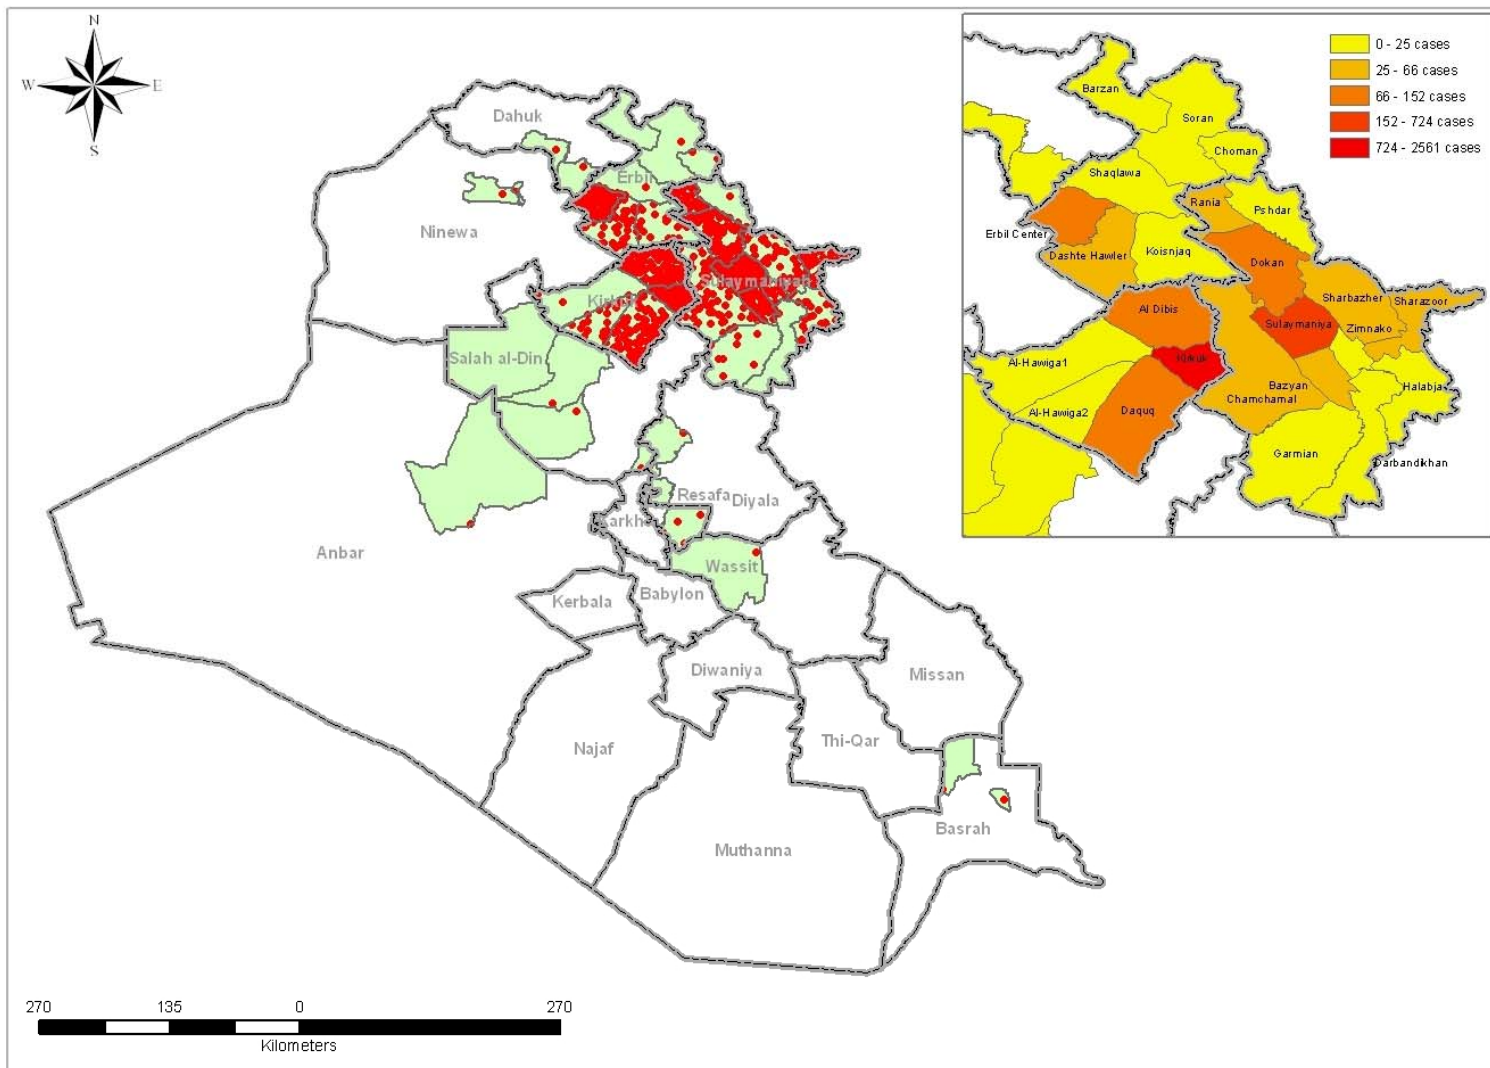 N
W
E
S
0 - 25 cases
25 - 66 cases
66 - 152 cases
152 - 724 cases
724 - 2561 cases
Barzan
Soran
Choman
Shaqlawa
Rania
Pshdar
Erbil Center
Dashte Hawler
Koisnjaq
Dokan
Sharbazher
Sharazoor
Al Dibis
Sulaymaniya
Zimnako
Al-Hawiga1
Kirkuk
Bazyan
Halabja
Al-Hawiga2
Daquq
Chamchamal
Garmian
Darbandikhan
Dahuk
Erbil
Ninewa
Sulaymaniyah
Kirkuk
Salah al-Din
Resafa
Diyala
Karkh
Anbar
Wassit
Kerbala
Babylon
Diwaniya
Missan
Najaf
Thi-Qar
Basrah
Muthanna
270 135 0 270
Kilometers